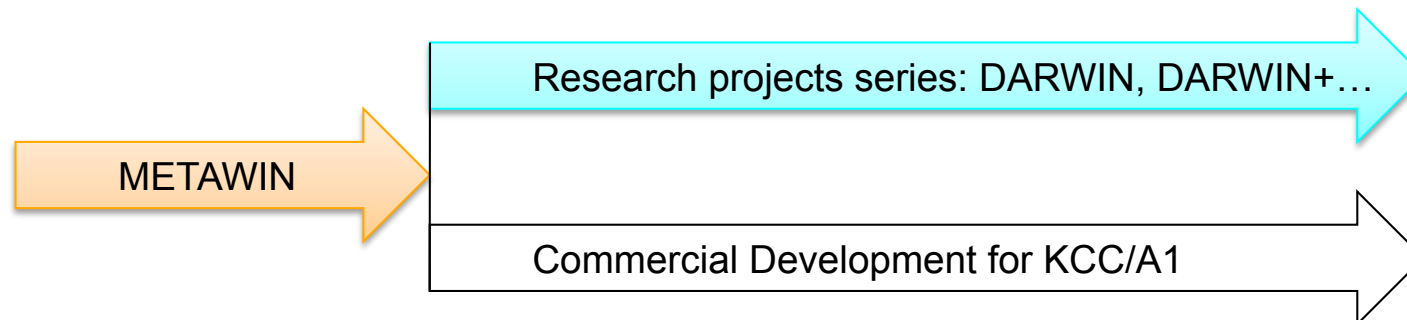 Research projects series: DARWIN, DARWIN+…
METAWIN
Commercial Development for KCC/A1